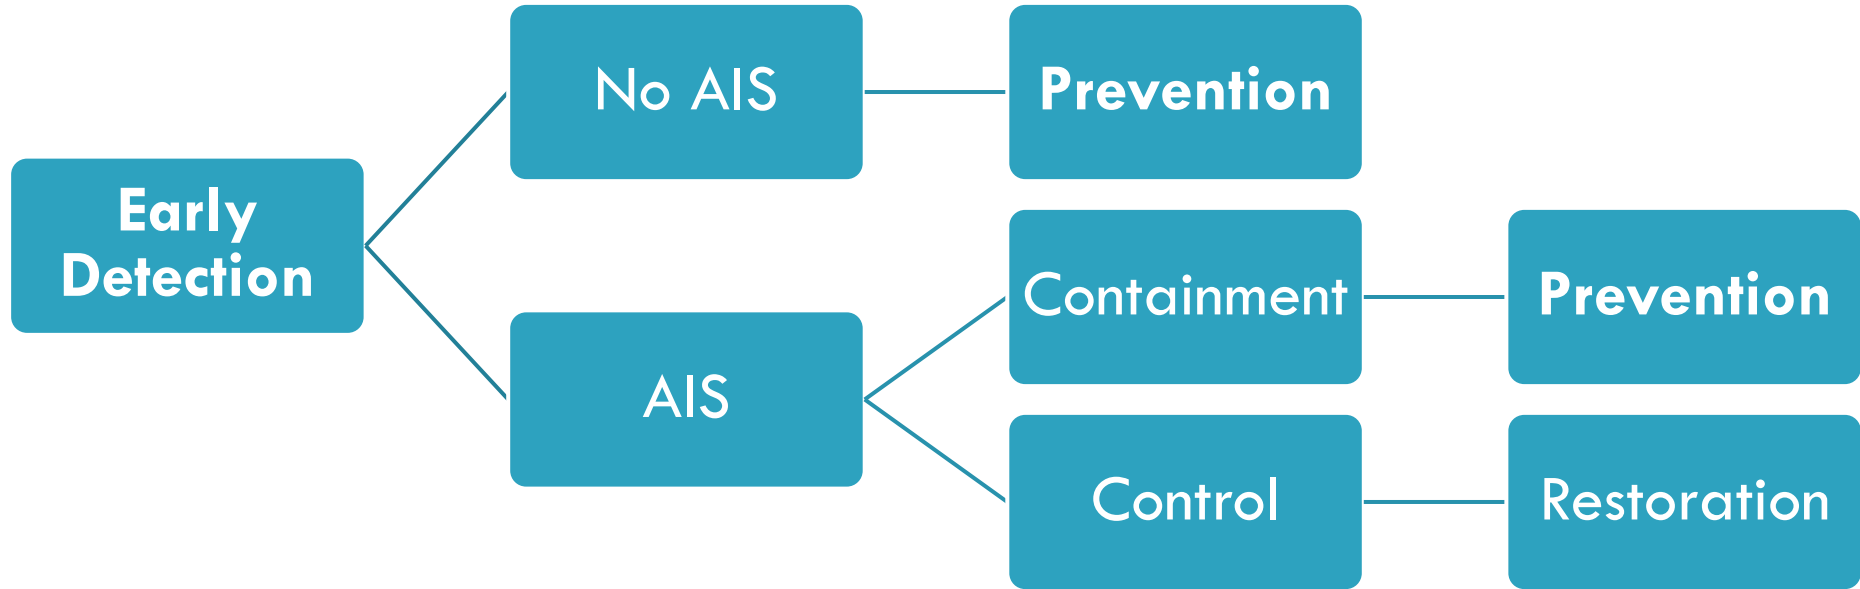 No AIS
Prevention
Early
Detection
Containment
Prevention
AIS
Control
Restoration